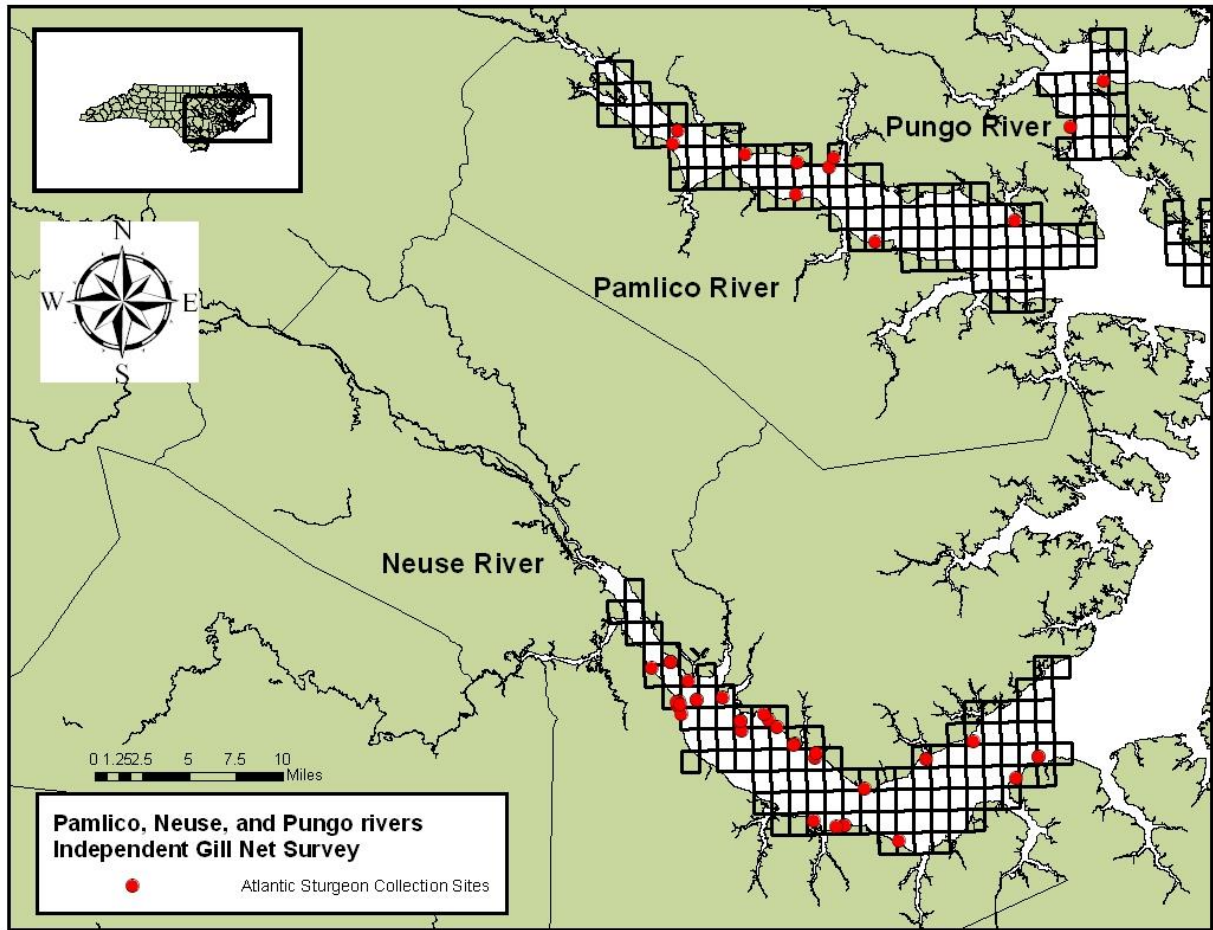 Pungo River
N
W E
S
Pamlico River
Neuse River
0 1.252.5 5 7.5 10
Miles
Pamlico, Neuse, and Pungo rivers
Independent Gill Net Survey
Atlantic Sturgeon Collection Sites